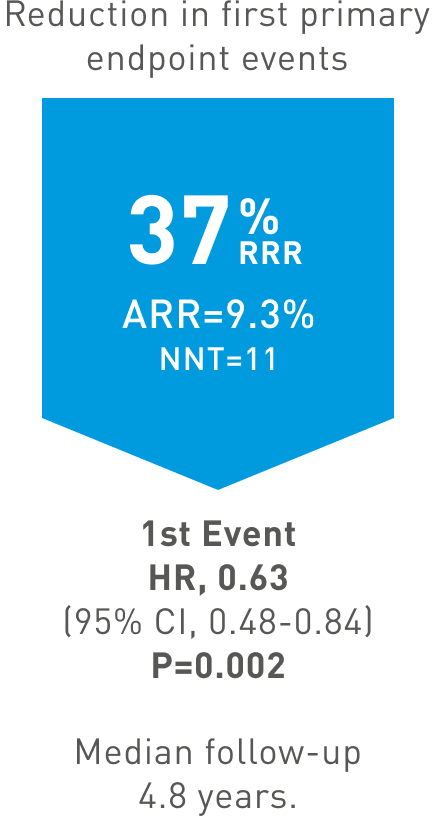 Reduction in first primary
endpoint events
37%
RRR
ARR=9.3%
NNT=11
1st Event
HR, 0.63
(95% CI, 0.48-0.84)
P=0.002
Median follow-up
4.8 years.